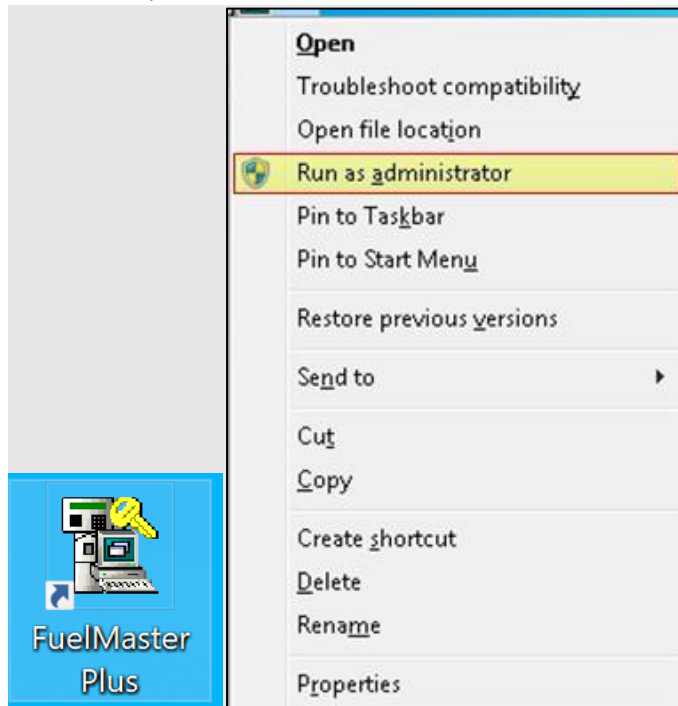 Open
Troubleshoot compatibility
Open file location
Run as administrator
Pin to Taskbar
Pin to Start Menu
Restore previous versions
Send to
Cut
Copy
Create shortcut
Delete
Rename
Properties
FuelMaster
Plus